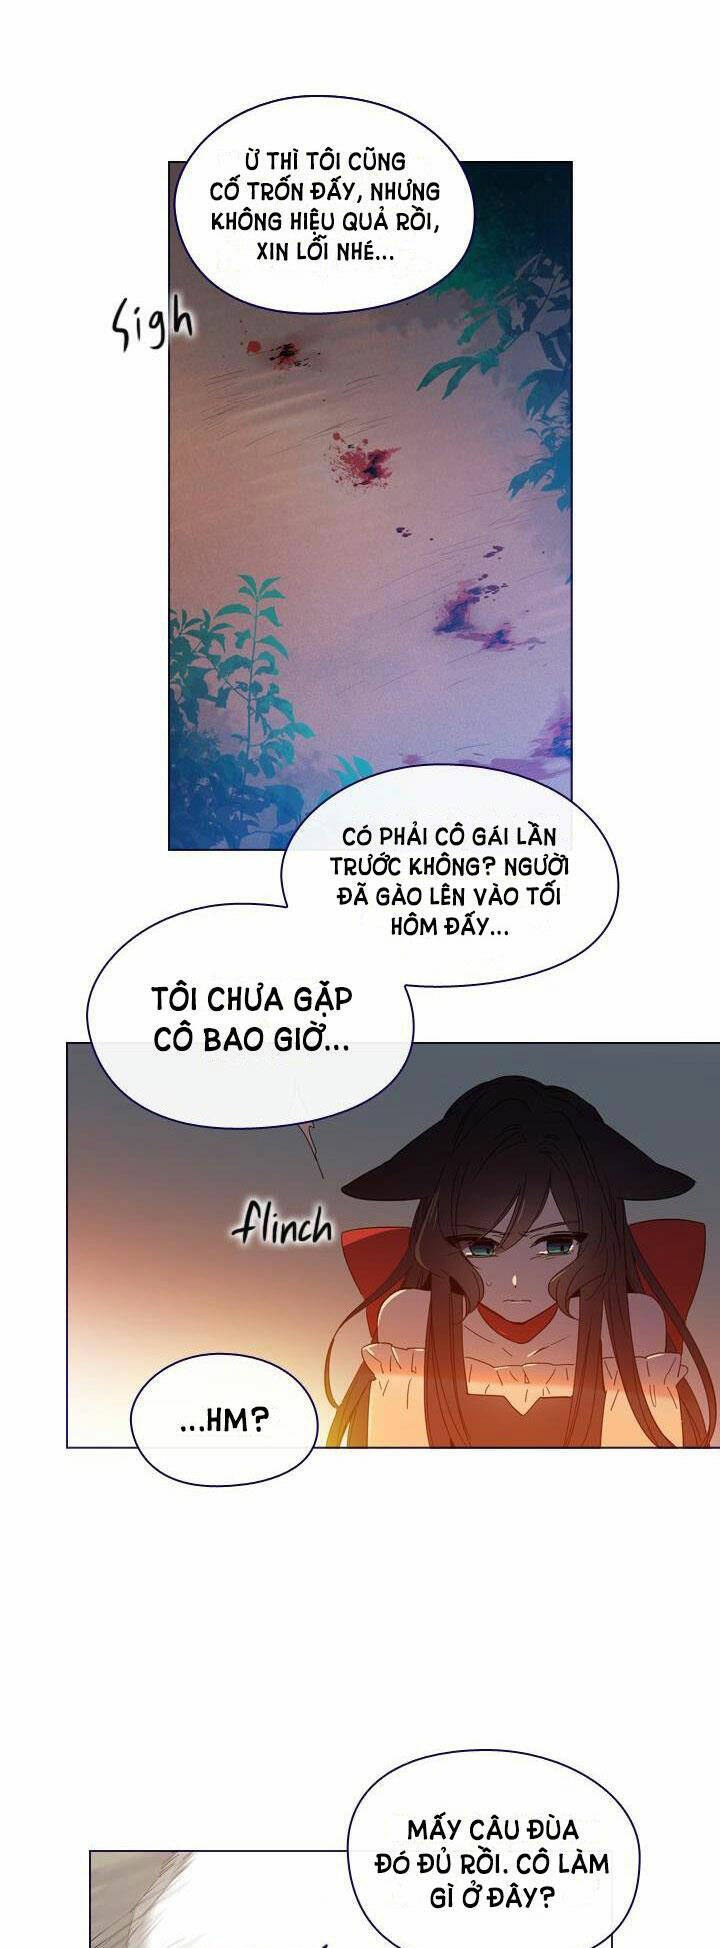 Ừ THÌ TÔI CŨNG
CỐ TRỐN ĐẤY, NHƯNG
KHÔNG HIỆU QUẢ RỒI,
XIN LỖI NHÉ...
Sigh
CÓ PHẢI CÔ GÁI LẦN
TRƯỚC KHÔNG? NGƯỜI
ĐÃ GÀO LÊN VÀO TỐI
HÔM ĐẤY...
TÔI CHƯA GẶP
CÔ BAO GIỜ...
flinch
...HM?
MẤY CÂU ĐÙA
ĐÓ ĐỦ RỒI. CÔ LÀM
GÌ Ở ĐÂY?